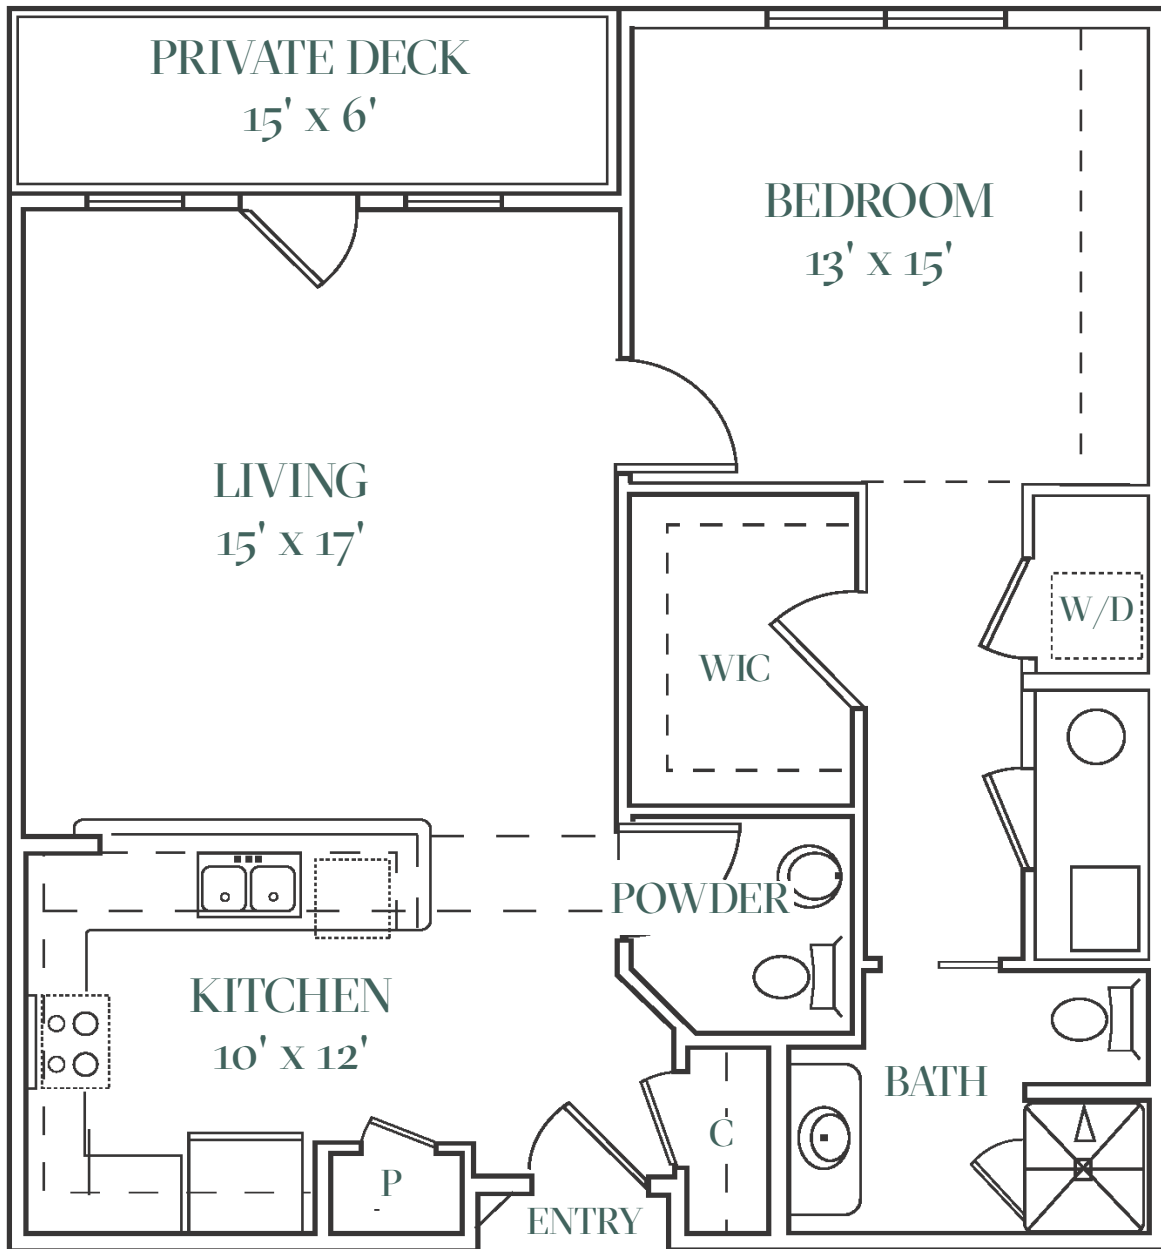 PRIVATE DECK
15' x 6'
BEDROOM
13' x 15'
LIVING
15' x 17'
W/D
WIC
POWDER
KITCHEN
10' x 12'
BATH
C
P
ENTRY